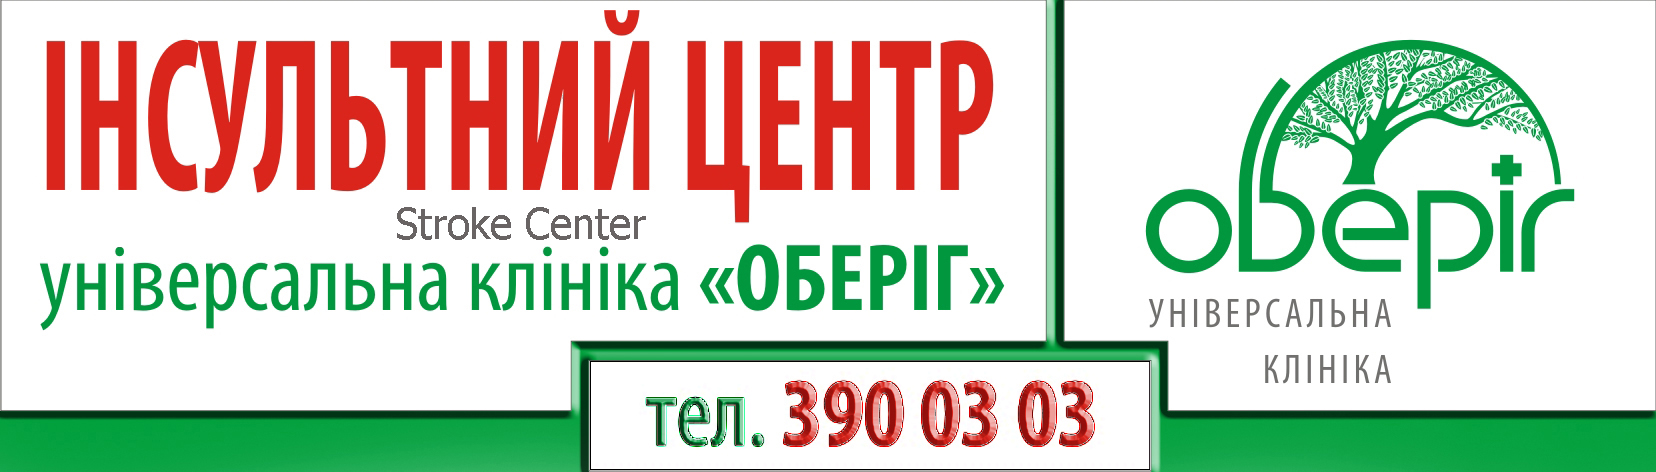 ІНСУЛЬТНИЙ ЦЕНТР
Stroke Center
універсальна клініка «ОБЕРІГ»
тел. 390 03 03
оберіг
УНІВЕРСАЛЬНА
КЛІНІКА